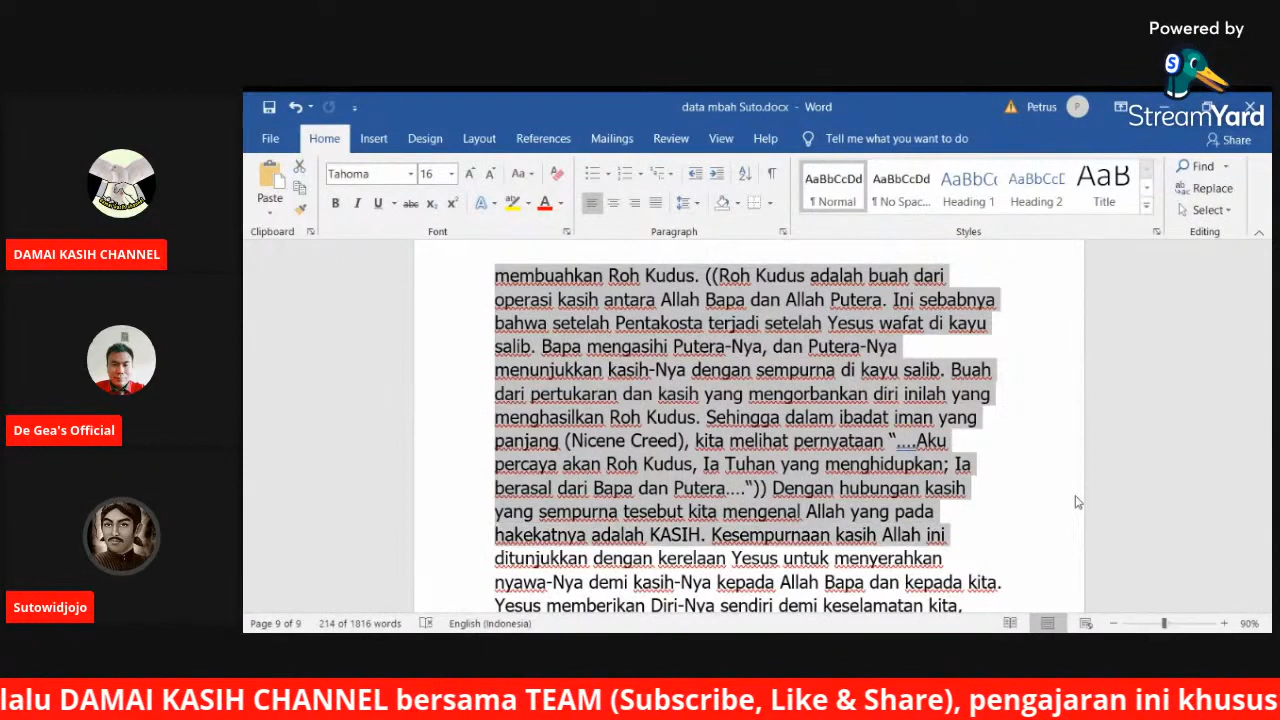 Powered by
StreamYard
data mbah Suto.docx - Word
Petrus
P
File Home Insert Design Layout References Mailings Review View Help Tell me what you want to do
Share
Paste
Tahoma 16
Clipboard Font Paragraph Styles Editing
AaBbCcDd AaBbCcDd AaBbCc AaBbCcE AaB
¶ Normal ¶ No Spac... Heading 1 Heading 2 Title
Find
Replace
Select
DAMAI KASIH CHANNEL
De Gea's Official
Sutowidjojo
membuahkan Roh Kudus. ((Roh Kudus adalah buah dari
operasi kasih antara Allah Bapa dan Allah Putera. Ini sebabnya
bahwa setelah Pentakosta terjadi setelah Yesus wafat di kayu
salib. Bapa mengasihi Putera-Nya, dan Putera-Nya
menunjukkan kasih-Nya dengan sempurna di kayu salib. Buah
dari pertukaran dan kasih yang mengorbankan diri inilah yang
menghasilkan Roh Kudus. Sehingga dalam ibadat iman yang
panjang (Nicene Creed), kita melihat pernyataan “....Aku
percaya akan Roh Kudus, Ia Tuhan yang menghidupkan; Ia
berasal dari Bapa dan Putera....“)) Dengan hubungan kasih
yang sempurna tesebut kita mengenal Allah yang pada
hakekatnya adalah KASIH. Kesempurnaan kasih Allah ini
ditunjukkan dengan kerelaan Yesus untuk menyerahkan
nyawa-Nya demi kasih-Nya kepada Allah Bapa dan kepada kita.
Yesus memberikan Diri-Nya sendiri demi keselamatan kita,
Page 9 of 9 214 of 1816 words English (Indonesia) 90%
lalu DAMAI KASIH CHANNEL bersama TEAM (Subscribe, Like & Share), pengajaran ini khusus